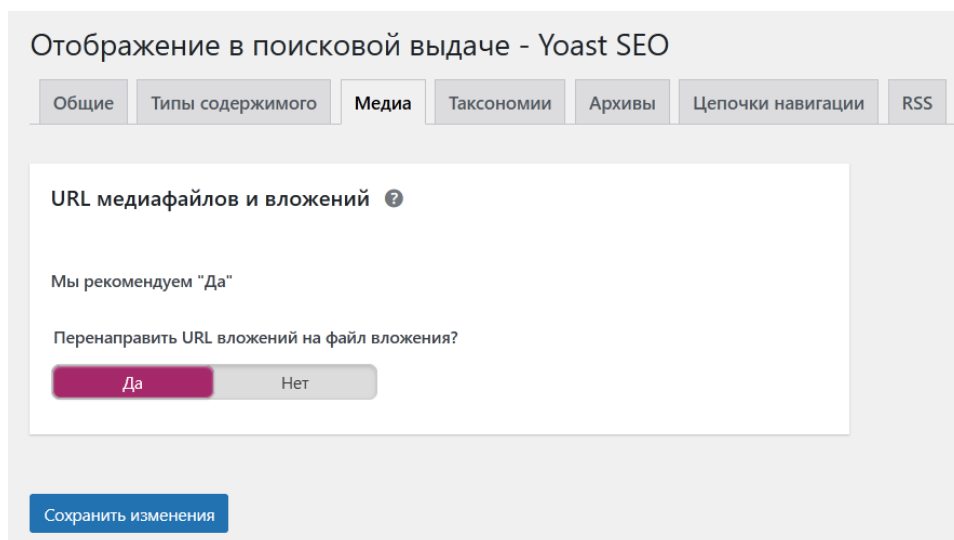 Отображение в поисковой выдаче - Yoast SEO
Общие Типы содержимого Медиа Таксономии Архивы Цепочки навигации RSS
URL медиафайлов и вложений ?
Мы рекомендуем "Да"
Перенаправить URL вложений на файл вложения?
Да Нет
Сохранить изменения